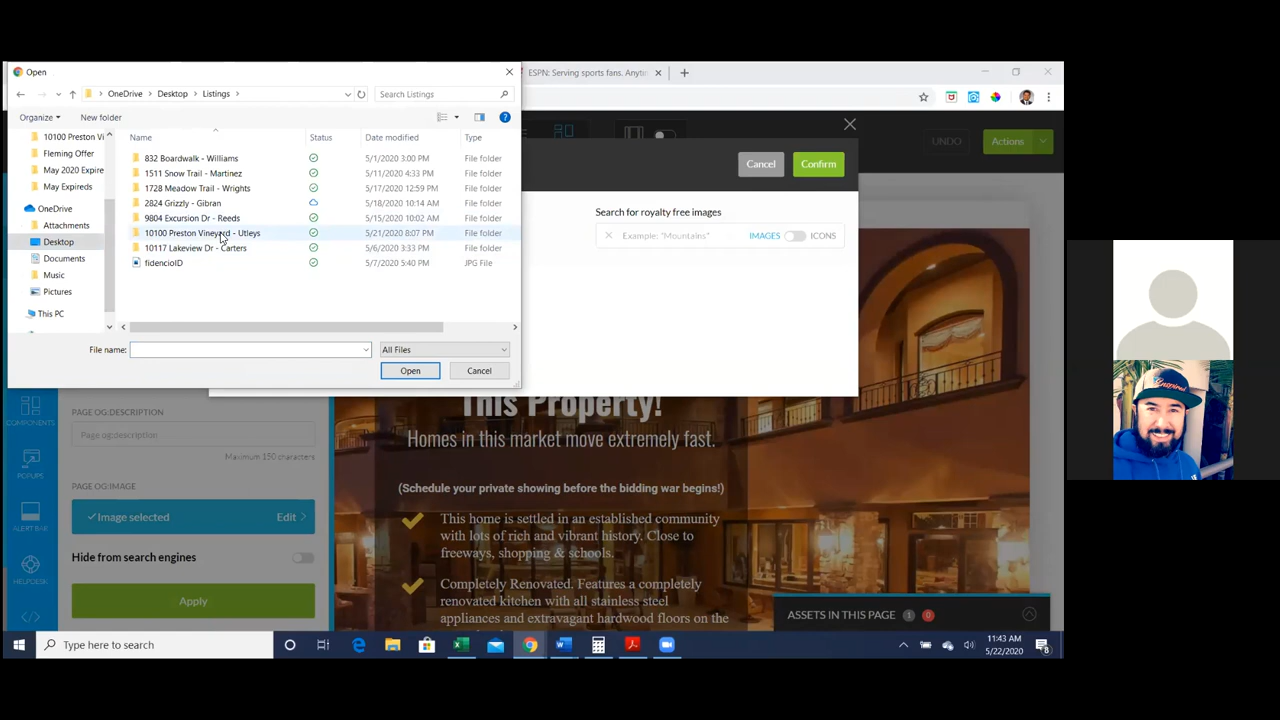 Open
ESPN: Serving sports fans. Anyti
OneDrive
Desktop
Listings
Search Listings
Organize
New folder
Name
Status
Date modified
Type
10100 Preston Vi
Fleming Offer
May 2020 Expire
May Expireds
OneDrive
Attachments
Desktop
Documents
Music
Pictures
This PC
832 Boardwalk - Williams 5/1/2020 3:00 PM File folder
1511 Snow Trail - Martinez 5/11/2020 4:33 PM File folder
1728 Meadow Trail - Wrights 5/17/2020 12:59 PM File folder
2824 Grizzly - Gibran 5/18/2020 10:14 AM File folder
9804 Excursion Dr - Reeds 5/15/2020 10:02 AM File folder
10100 Preston Vineyard - Utleys 5/21/2020 8:07 PM File folder
10117 Lakeview Dr - Carters 5/6/2020 3:33 PM File folder
fidencioID 5/7/2020 5:40 PM JPG File
File name:
All Files
Open
Cancel
UNDO
Actions
Cancel
Confirm
Search for royalty free images
Example: "Mountains"
IMAGES
ICONS
COMPONENTS
POPUPS
ALERT BAR
HELPDESK
PAGE OG:DESCRIPTION
Page og:description
Maximum 150 characters
PAGE OG:IMAGE
Image selected
Edit
Hide from search engines
Apply
This Property!
Homes in this market move extremely fast.
(Schedule your private showing before the bidding war begins!)
This home is settled in an established community
with lots of rich and vibrant history. Close to
freeways, shopping & schools.
Completely Renovated. Features a completely
renovated kitchen with all stainless steel
appliances and extravagant hardwood floors on the
ASSETS IN THIS PAGE 1 0
Type here to search
11:43 AM
5/22/2020
8
Inspired